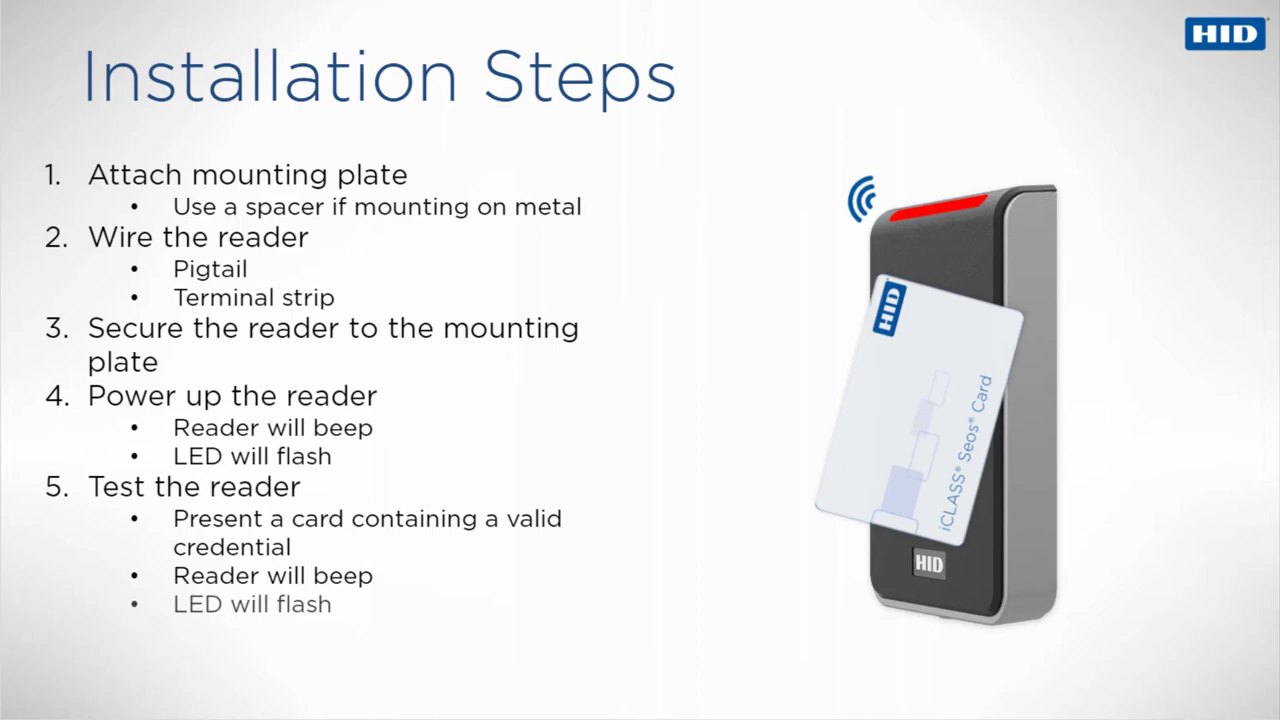 HID
Installation Steps
1. Attach mounting plate
• Use a spacer if mounting on metal
2. Wire the reader
• Pigtail
• Terminal strip
3. Secure the reader to the mounting
plate
4. Power up the reader
• Reader will beep
• LED will flash
5. Test the reader
• Present a card containing a valid
credential
• Reader will beep
• LED will flash
HID
iCLASS® Seos® Card
HID